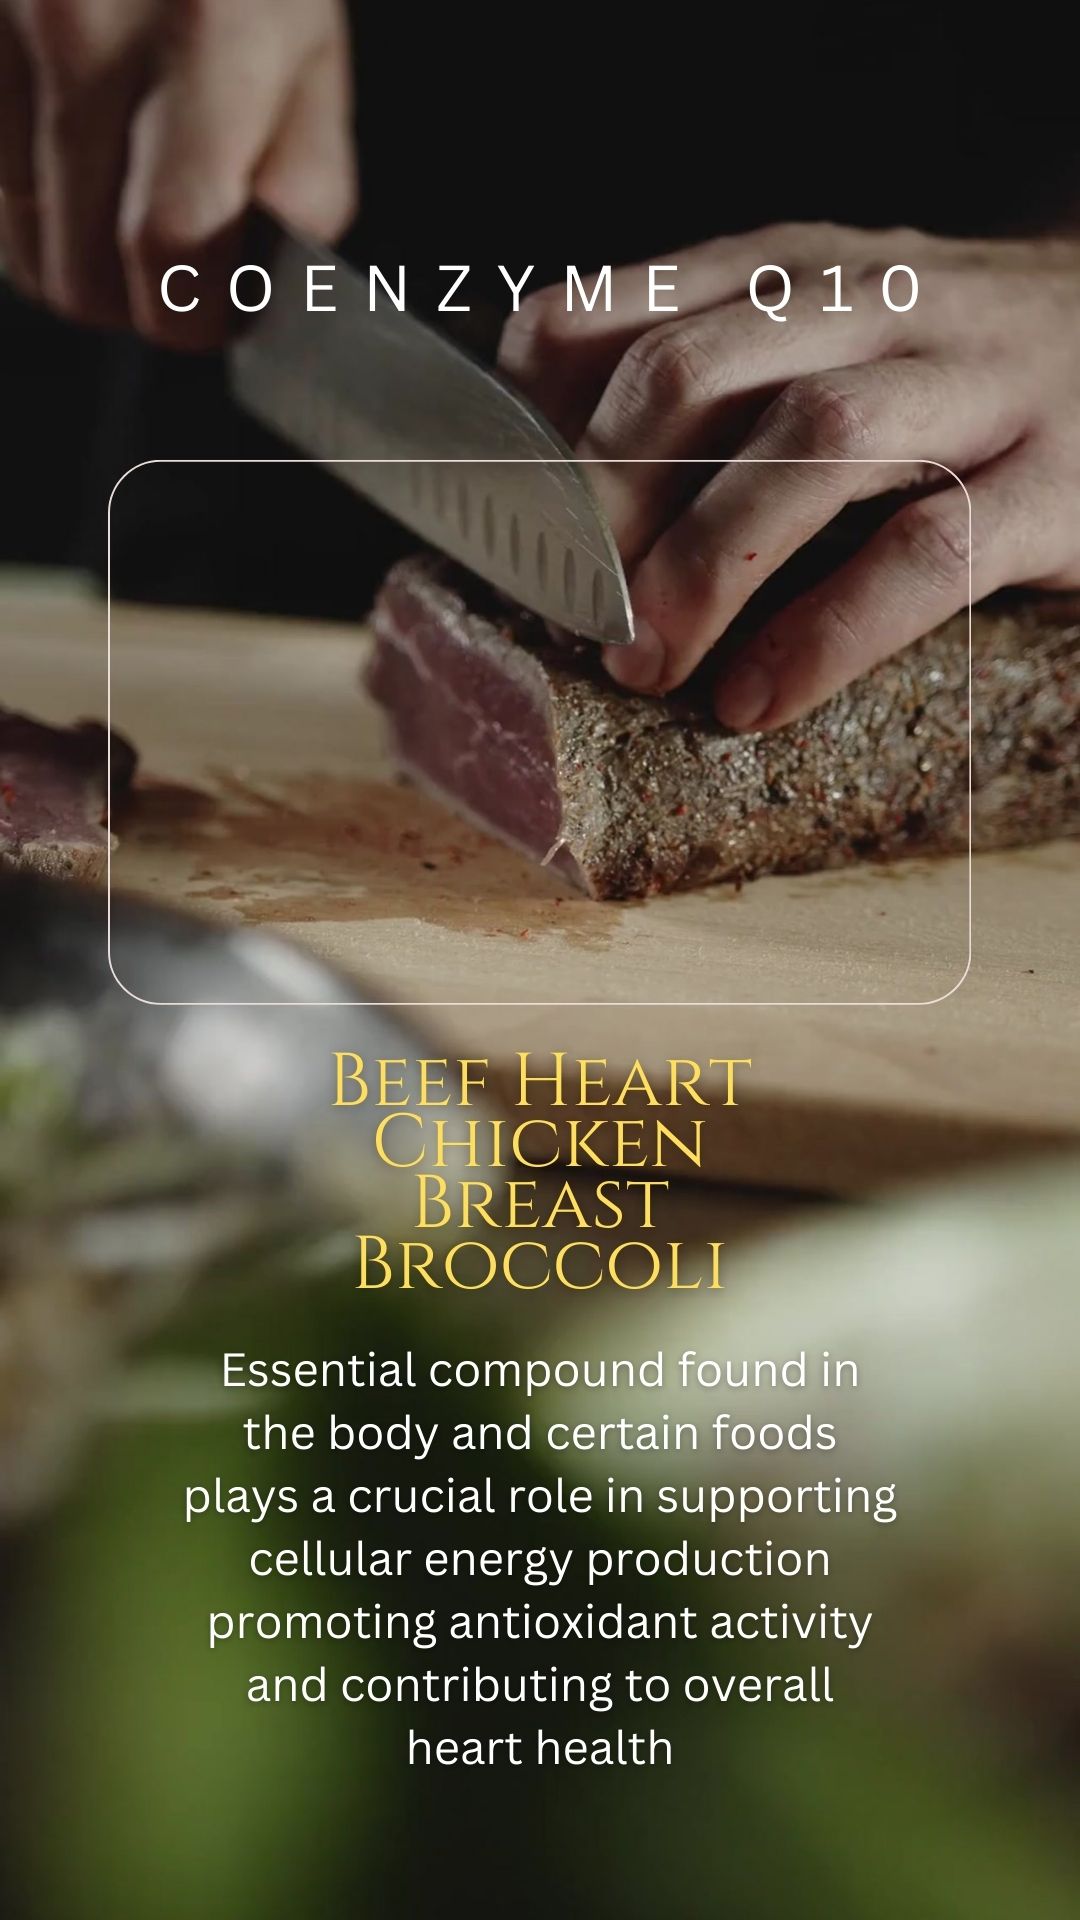 COENZYME Q10
Beef Heart
Chicken
Breast
Broccoli
Essential compound found in
the body and certain foods
plays a crucial role in supporting
cellular energy production
promoting antioxidant activity
and contributing to overall
heart health